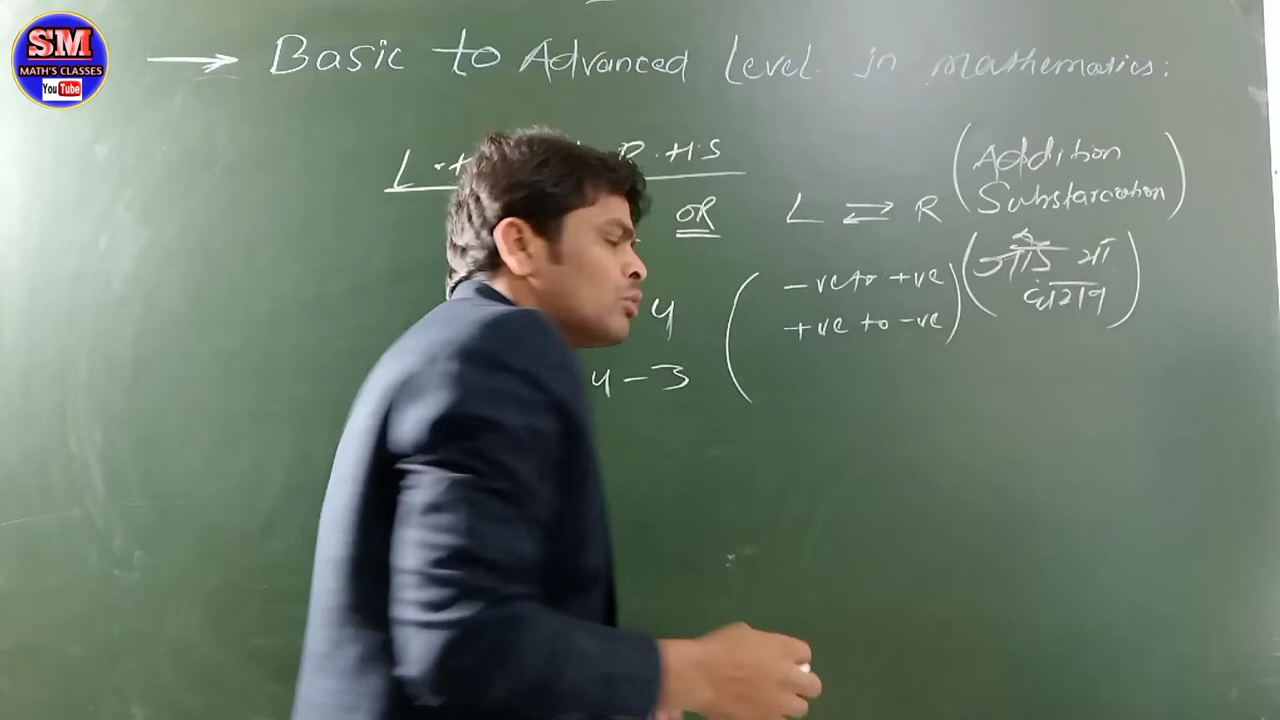 SM
MATH'S CLASSES
YouTube
→ Basic to Advanced Level in mathematics:
R.H.S
OR L ⇄ R (Addition
Substarcation)
4
(-ve to +ve
+ve to -ve) (जोड़ या
घटाव)
4-3